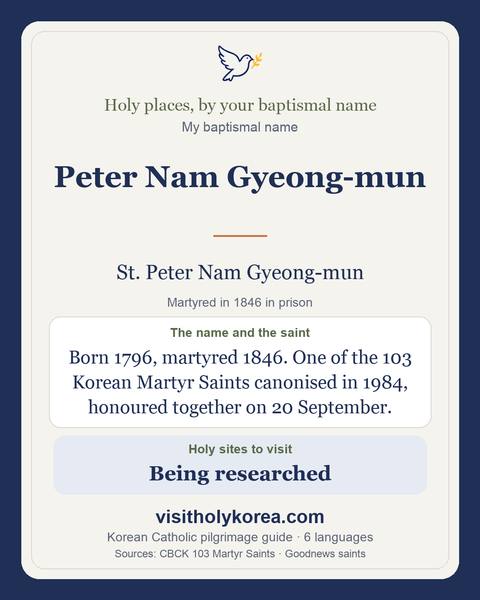 Holy places, by your baptismal name
My baptismal name
Peter Nam Gyeong-mun
St. Peter Nam Gyeong-mun
Martyred in 1846 in prison
The name and the saint
Born 1796, martyred 1846. One of the 103
Korean Martyr Saints canonised in 1984,
honoured together on 20 September.
Holy sites to visit
Being researched
visitholykorea.com
Korean Catholic pilgrimage guide · 6 languages
Sources: CBCK 103 Martyr Saints · Goodnews saints